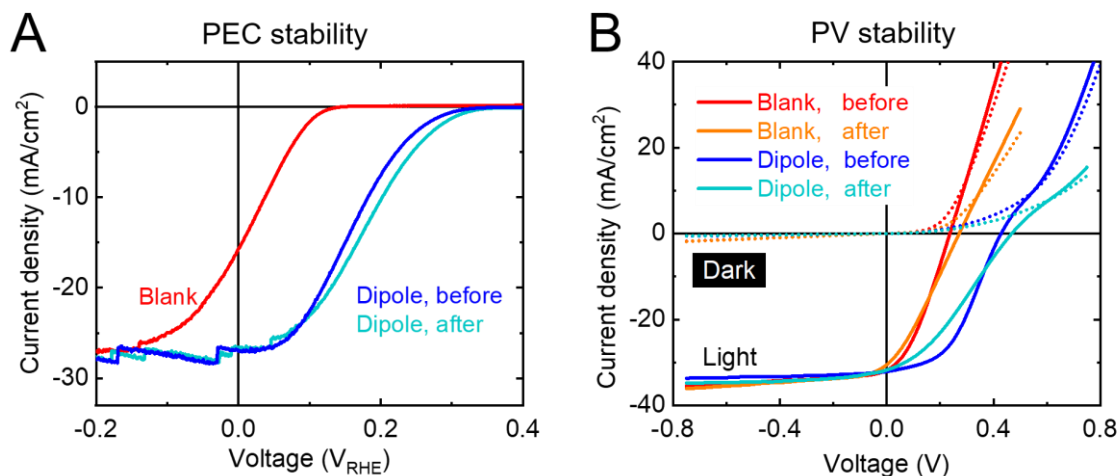 A
PEC stability
0
-10
-20
-30
Current density (mA/cm²)
Blank
Dipole, before
Dipole, after
-0.2
0.0
0.2
0.4
Voltage (V_RHE)
B
PV stability
40
20
0
-20
-40
Current density (mA/cm²)
Blank, before
Blank, after
Dipole, before
Dipole, after
Dark
Light
-0.8
-0.4
0.0
0.4
0.8
Voltage (V)